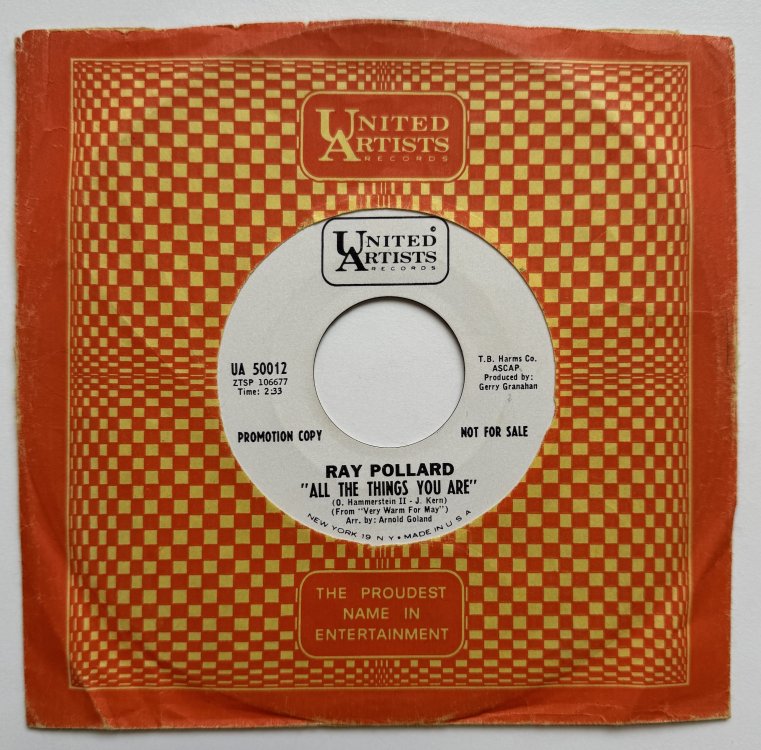 UNITED
ARTISTS
RECORDS
©
UNITED
ARTISTS
RECORDS
UA 50012
ZTSP 106677
Time: 2:33
T.B. Harms Co.
ASCAP
Produced by:
Gerry Granahan
PROMOTION COPY
NOT FOR SALE
RAY POLLARD
"ALL THE THINGS YOU ARE"
(O. Hammerstein II - J. Kern)
(From "Very Warm For May")
Arr. by: Arnold Goland
NEW YORK 19 N Y • MADE IN U S A
THE PROUDEST
NAME IN
ENTERTAINMENT